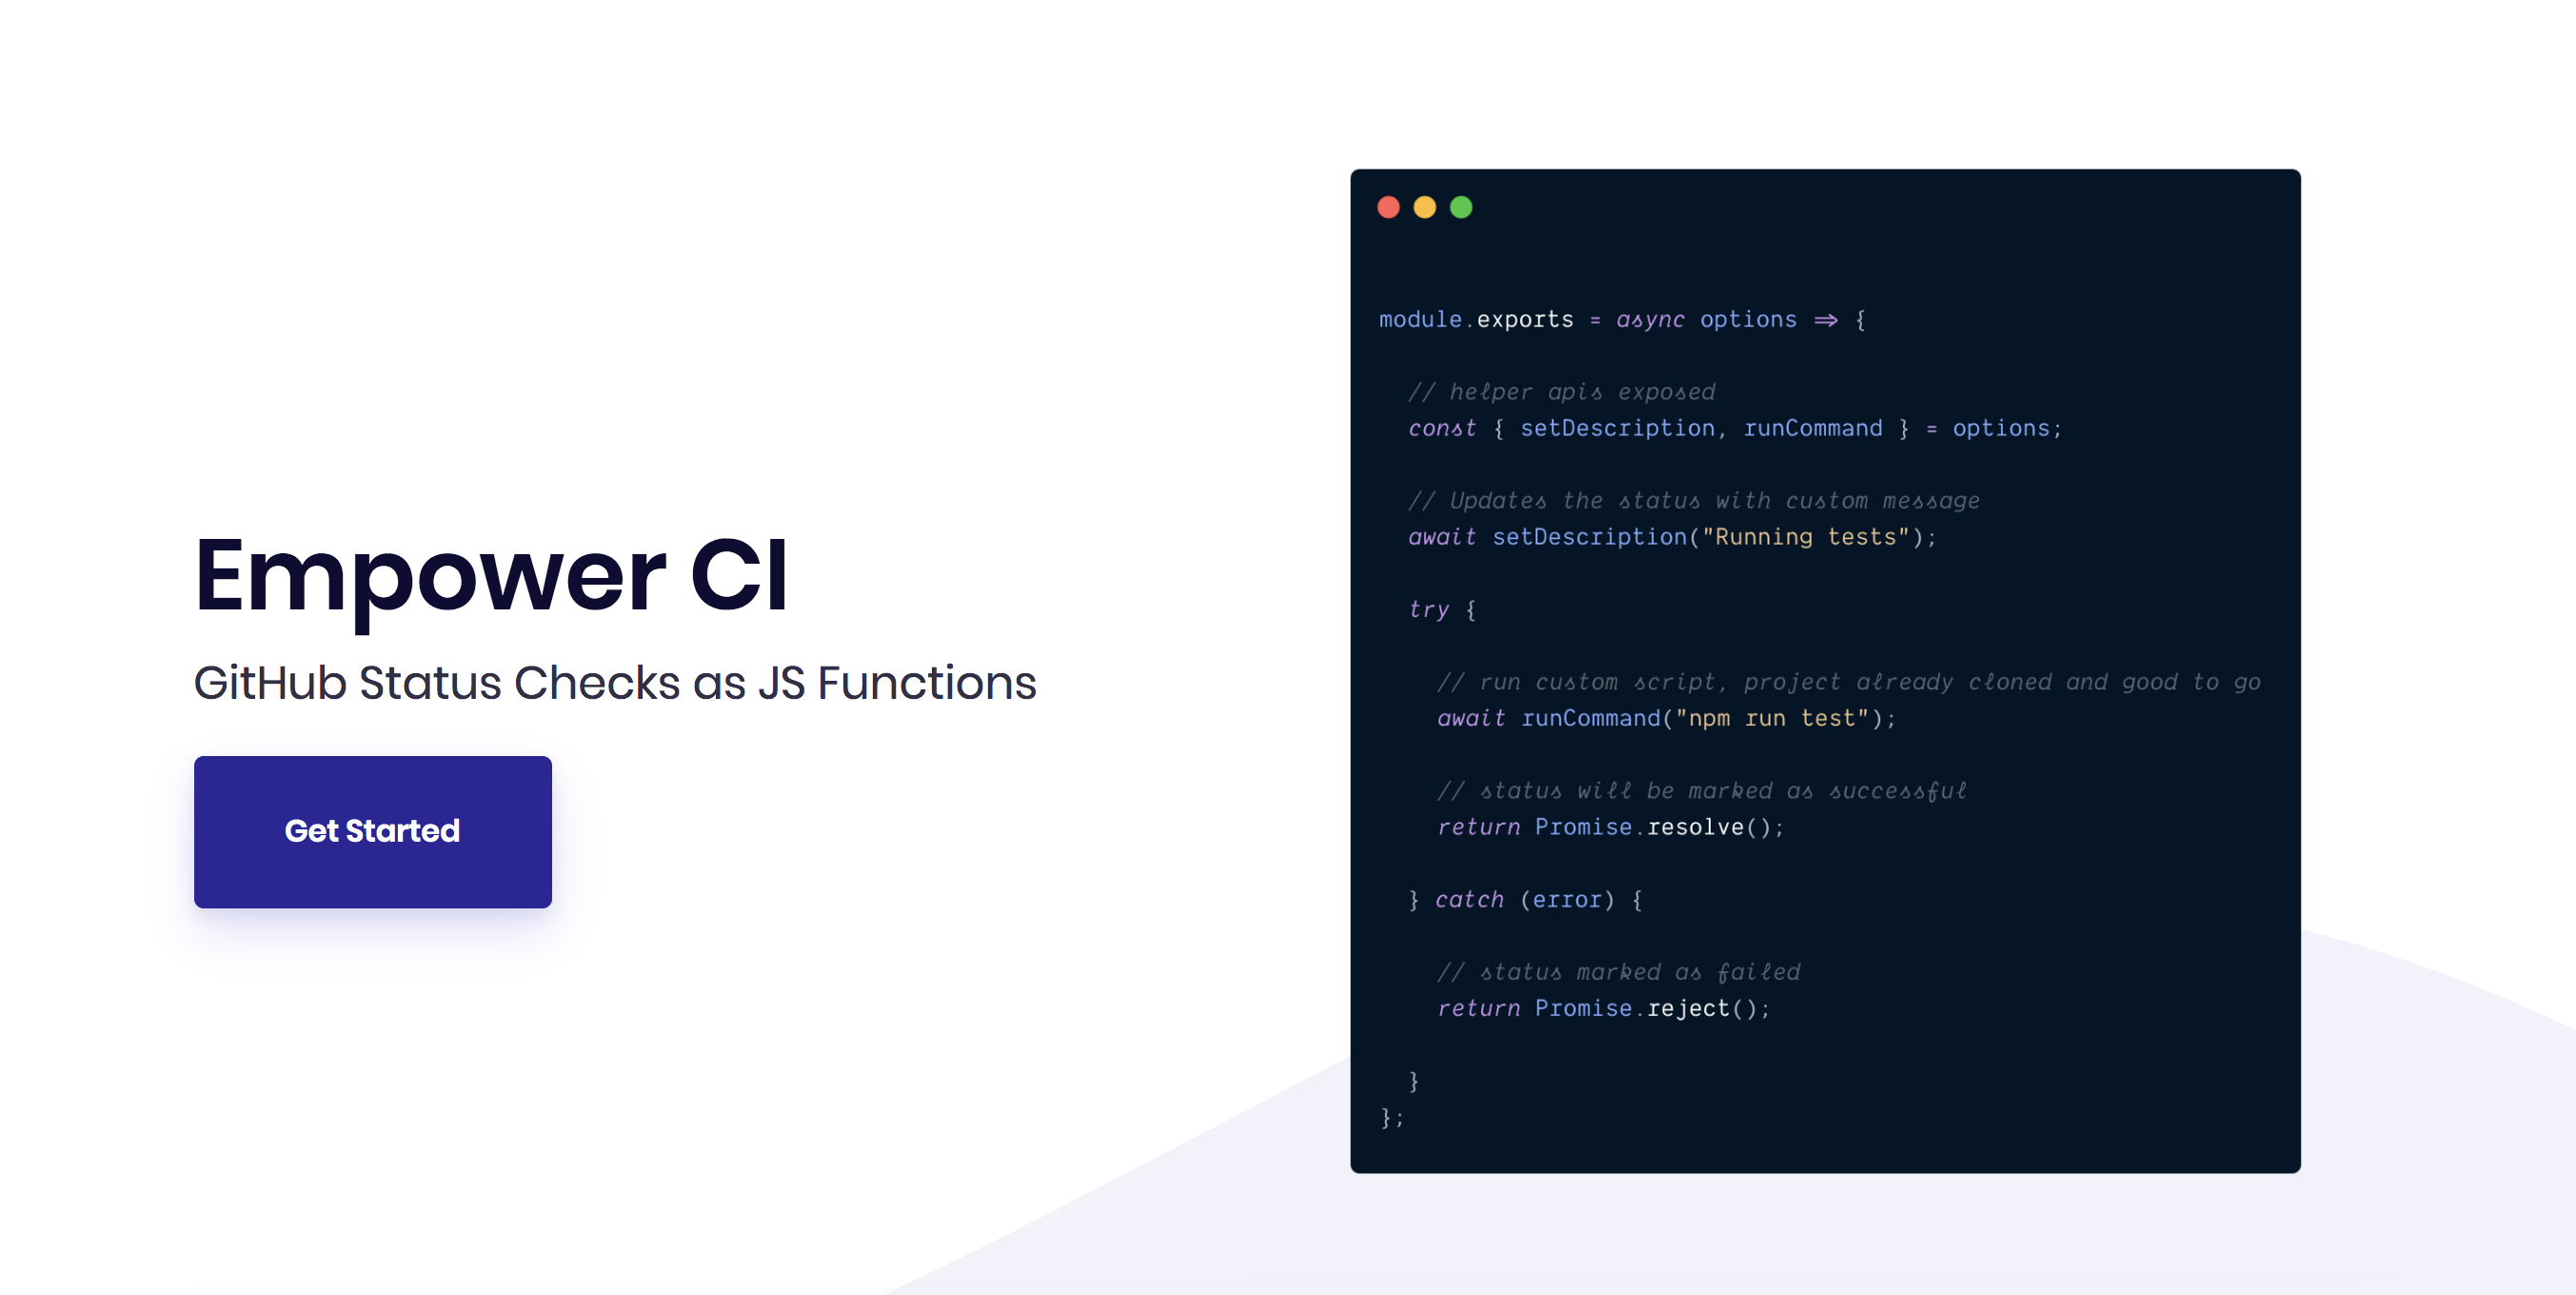 Empower CI
GitHub Status Checks as JS Functions
Get Started
module.exports = async options => {
// helper apis exposed
const { setDescription, runCommand } = options;
// Updates the status with custom message
await setDescription("Running tests");
try {
// run custom script, project already cloned and good to go
await runCommand("npm run test");
// status will be marked as successful
return Promise.resolve();
} catch (error) {
// status marked as failed
return Promise.reject();
}
};